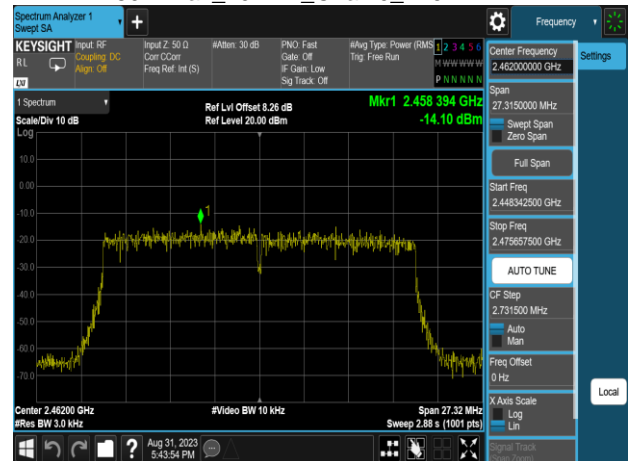 Spectrum Analyzer 1
Swept SA
Frequency
KEYSIGHT
RL
LXI
Input: RF
Coupling: DC
Align: Off
Input Z: 50 Ω
Corr CCorr
Freq Ref: Int (S)
#Atten: 30 dB
PNO: Fast
Gate: Off
IF Gain: Low
Sig Track: Off
#Avg Type: Power (RMS
Trig: Free Run
1 2 3 4 5 6
M W W W W W
P N N N N N
1 Spectrum
Scale/Div 10 dB
Ref Lvl Offset 8.26 dB
Ref Level 20.00 dBm
Mkr1 2.458 394 GHz
-14.10 dBm
Log
10.0
0.00
-10.0
-20.0
-30.0
-40.0
-50.0
-60.0
-70.0
1
Center 2.46200 GHz
#Res BW 3.0 kHz
#Video BW 10 kHz
Span 27.32 MHz
Sweep 2.88 s (1001 pts)
Aug 31, 2023
5:43:54 PM
Center Frequency
2.462000000 GHz
Settings
Span
27.3150000 MHz
Swept Span
Zero Span
Full Span
Start Freq
2.448342500 GHz
Stop Freq
2.475657500 GHz
AUTO TUNE
CF Step
2.731500 MHz
Auto
Man
Freq Offset
0 Hz
X Axis Scale
Log
Lin
Local
Signal Track
(Span Zoom)